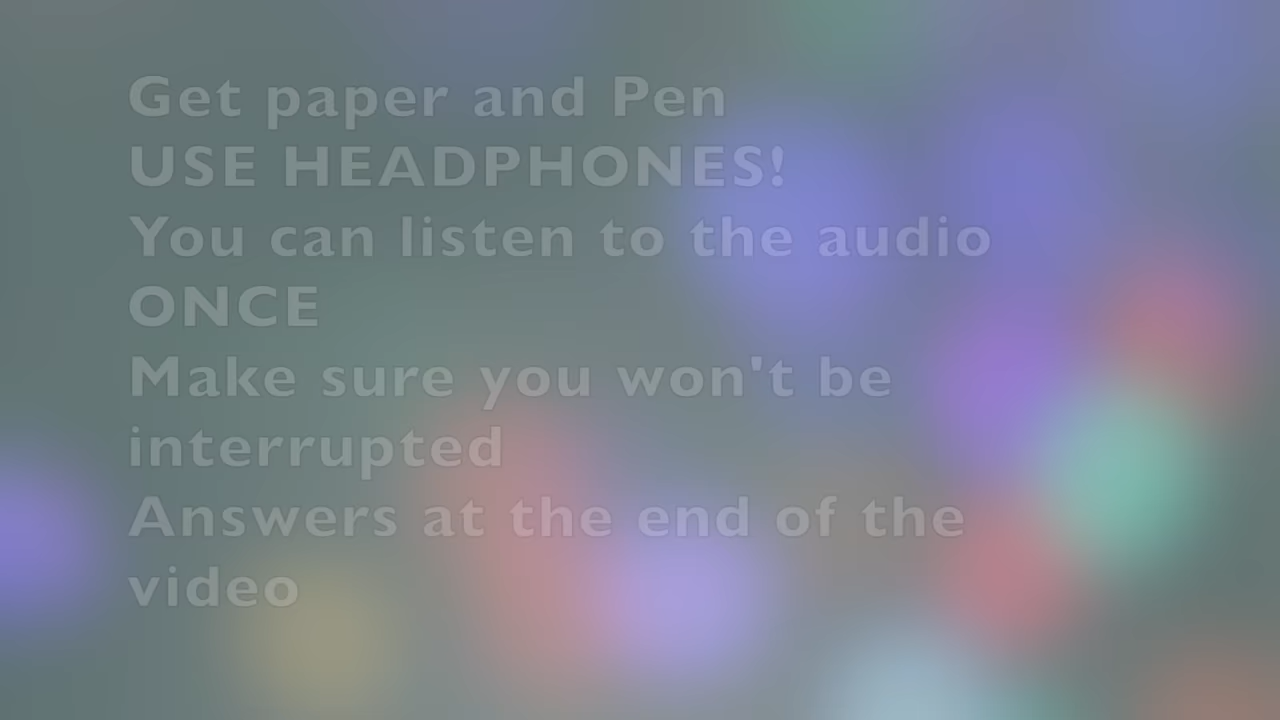 Get paper and Pen
USE HEADPHONES!
You can listen to the audio
ONCE
Make sure you won't be
interrupted
Answers at the end of the
video